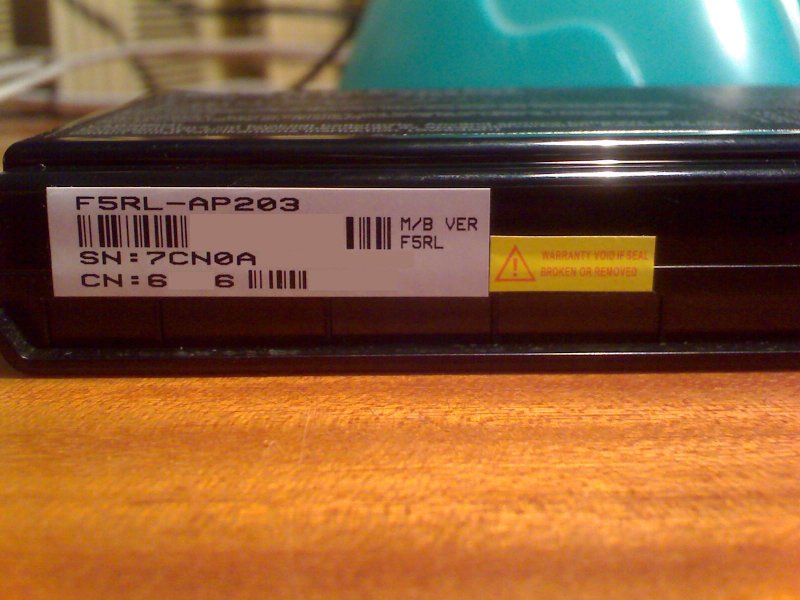 F5RL-AP203
M/B VER
F5RL
SN:7CN0A
CN:6 6
WARRANTY VOID IF SEAL
BROKEN OR REMOVED